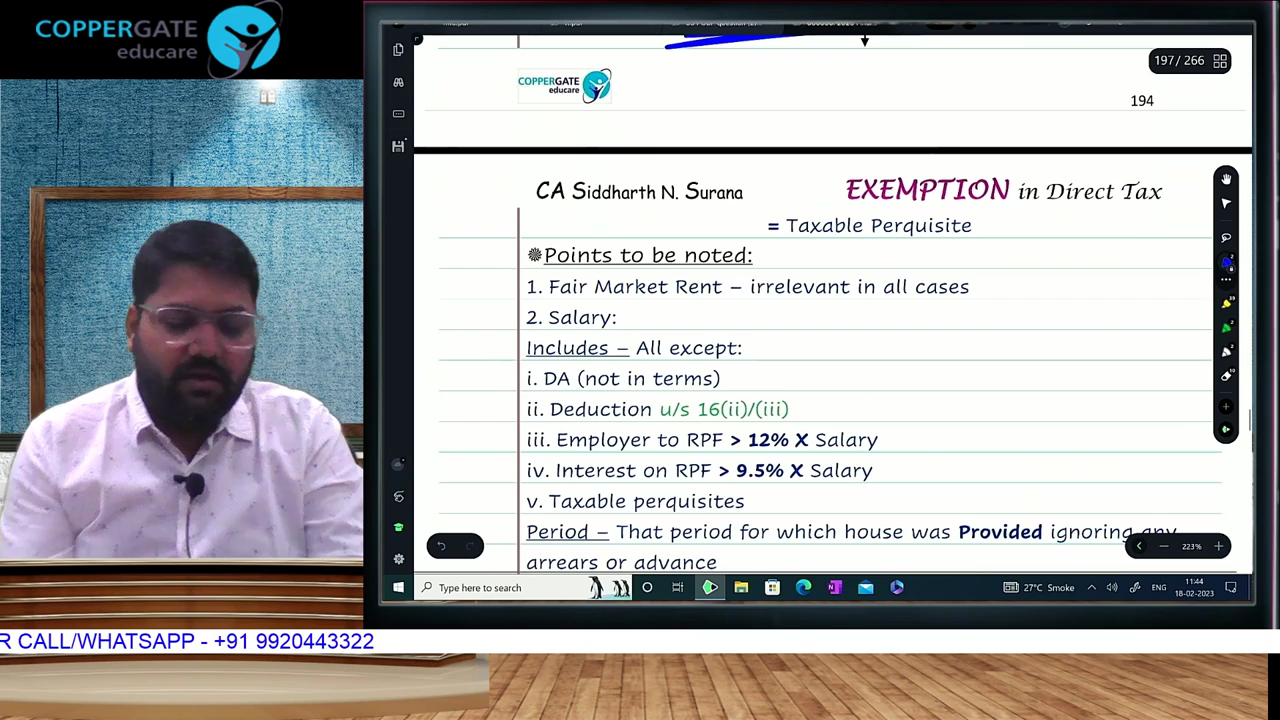 COPPERGATE
educare
197/ 266
COPPERGATE
educare
194
CA Siddharth N. Surana
EXEMPTION in Direct Tax
= Taxable Perquisite
Points to be noted:
1. Fair Market Rent – irrelevant in all cases
2. Salary:
Includes – All except:
i. DA (not in terms)
ii. Deduction u/s 16(ii)/(iii)
iii. Employer to RPF > 12% X Salary
iv. Interest on RPF > 9.5% X Salary
v. Taxable perquisites
Period – That period for which house was Provided ignoring any
arrears or advance
223%
Type here to search
27°C Smoke
ENG
11:44
18-02-2023
R CALL/WHATSAPP - +91 9920443322